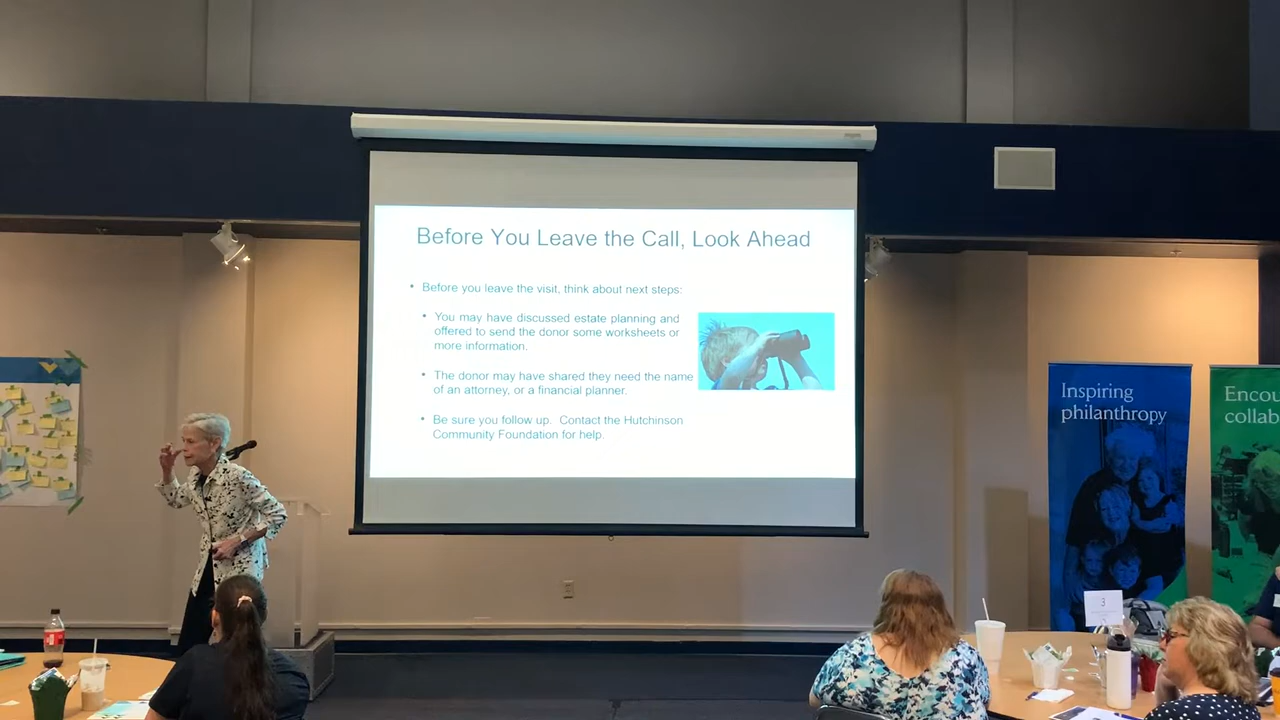 Before You Leave the Call, Look Ahead
• Before you leave the visit, think about next steps:
• You may have discussed estate planning and
offered to send the donor some worksheets or
more information.
• The donor may have shared they need the name
of an attorney, or a financial planner.
• Be sure you follow up. Contact the Hutchinson
Community Foundation for help.
Inspiring
philanthropy
Encou
collab
3